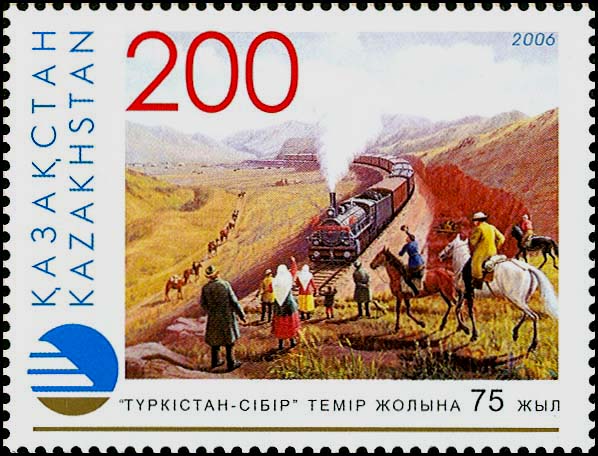 ҚАЗАҚСТАН
KAZAKHSTAN
200
2006
"ТҮРКІСТАН-СІБІР" ТЕМІР ЖОЛЫНА 75 ЖЫЛ